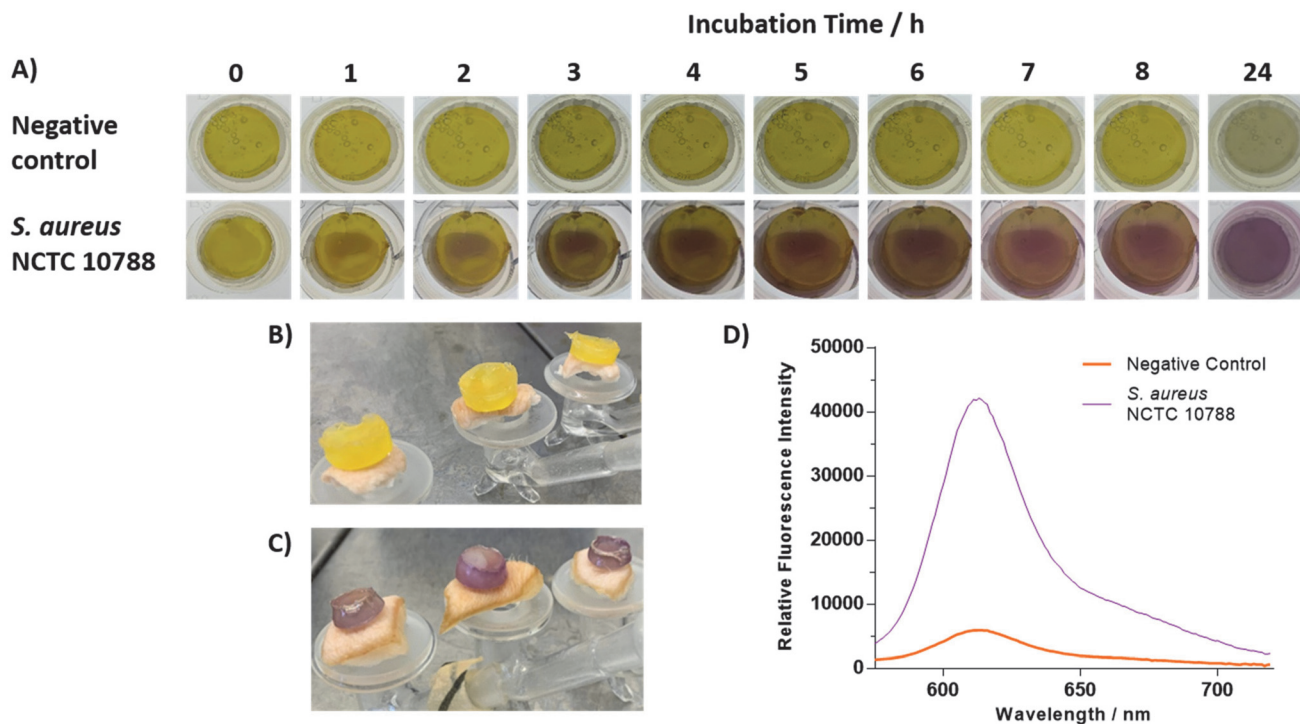 Incubation Time / h
A)
0 1 2 3 4 5 6 7 8 24
Negative
control
S. aureus
NCTC 10788
B)
C)
D)
50000
40000
30000
20000
10000
0
Relative Fluorescence Intensity
Negative Control
S. aureus
NCTC 10788
600 650 700
Wavelength / nm